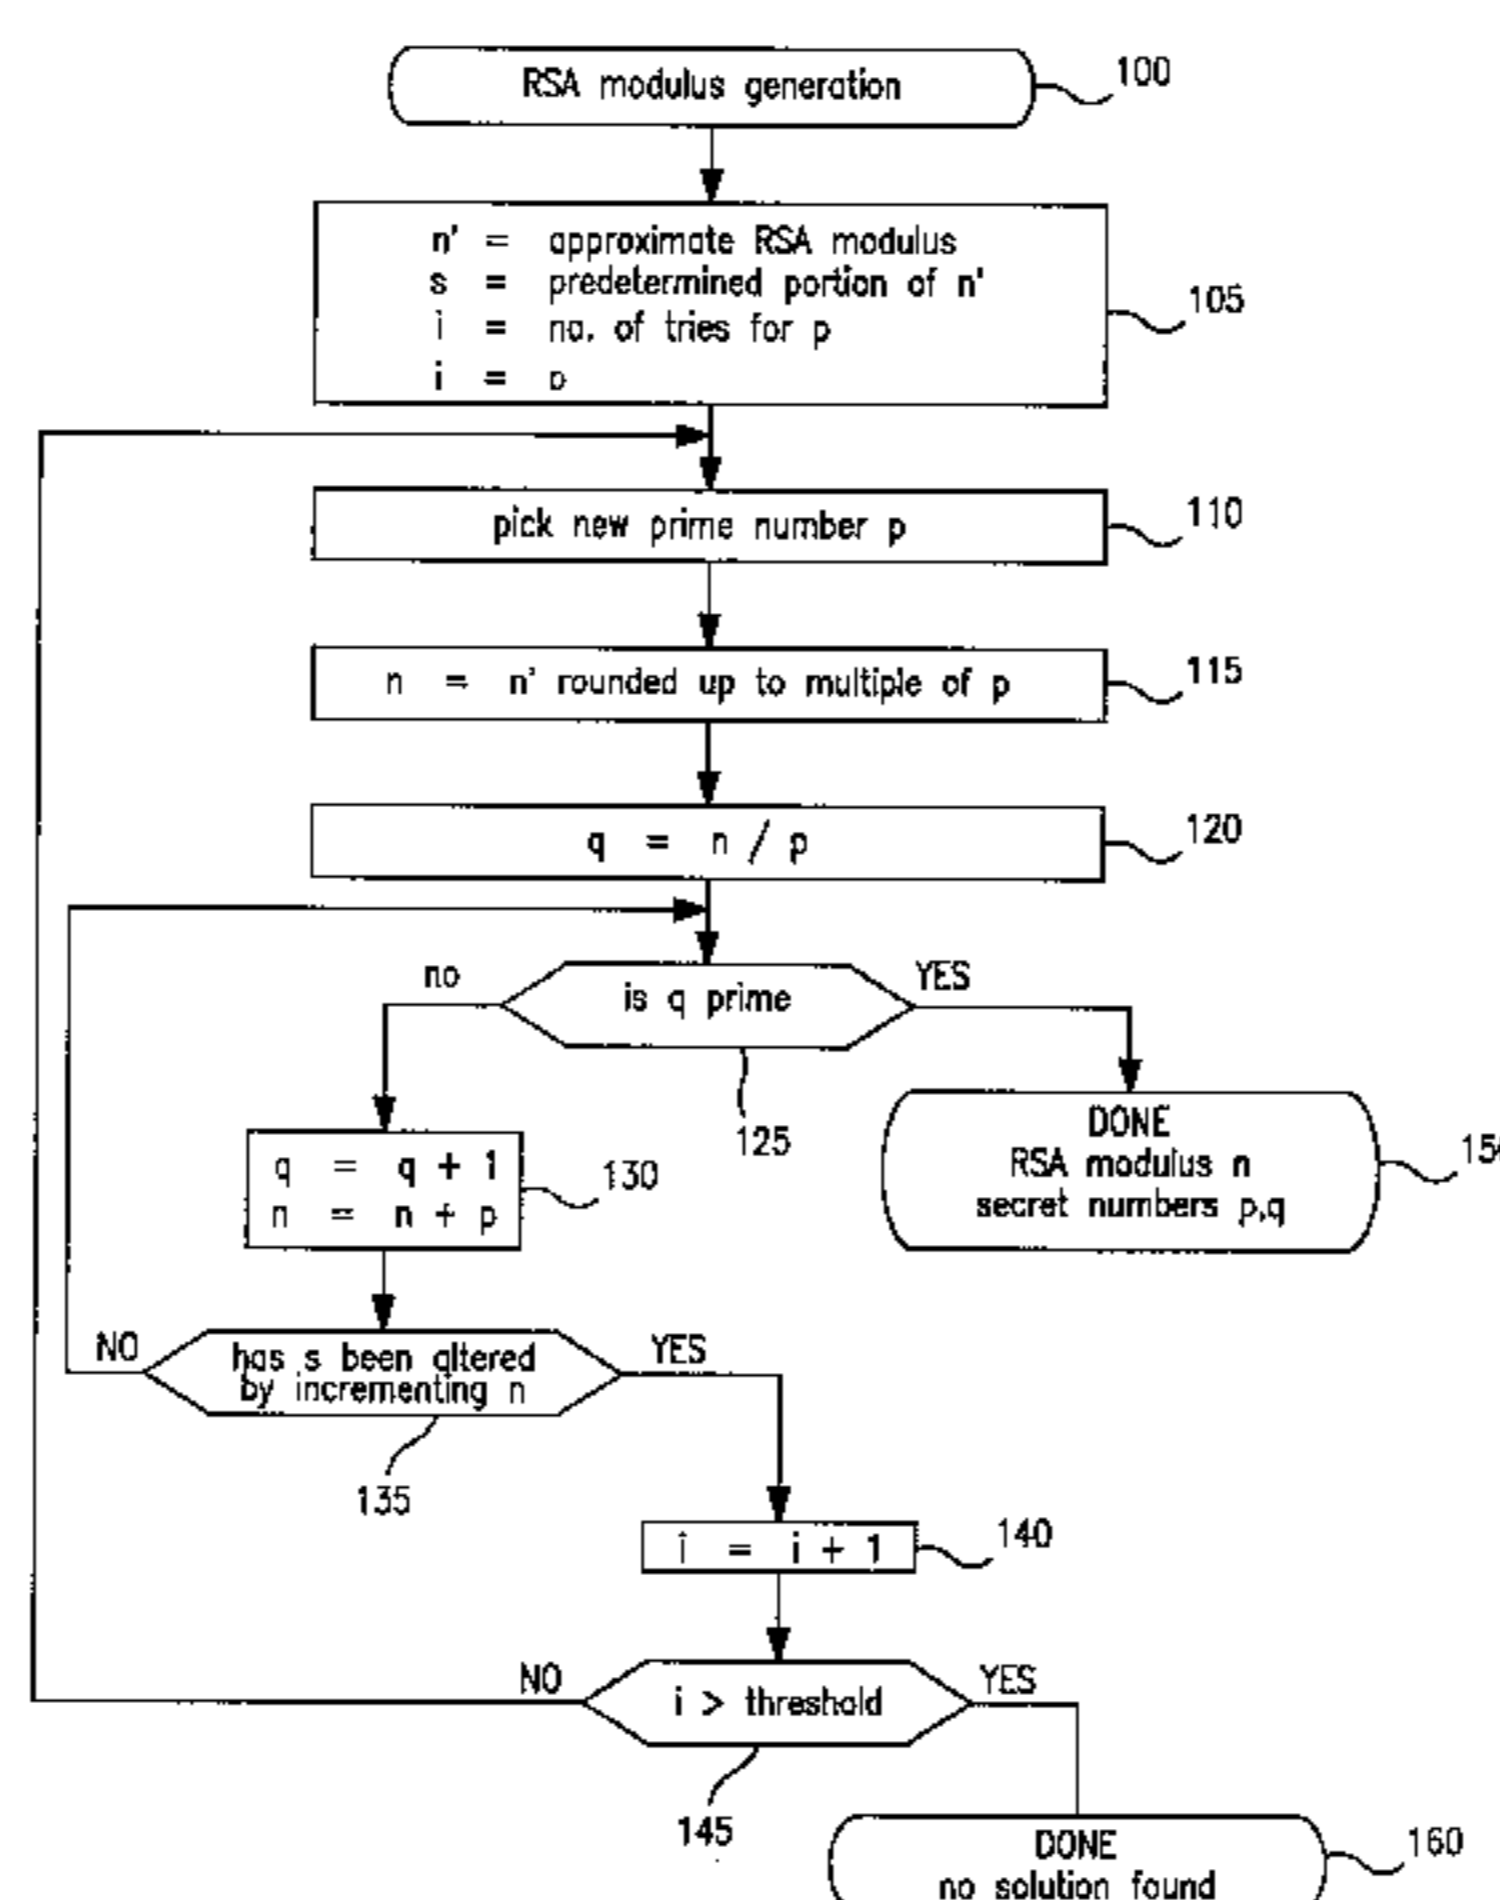 RSA modulus generation
100
n' = approximate RSA modulus
s = predetermined portion of n'
i = no. of tries for p
i = o
105
pick new prime number p
110
n = n' rounded up to multiple of p
115
q = n / p
120
no
is q prime
YES
125
q = q + 1
n = n + p
130
DONE
RSA modulus n
secret numbers p,q
NO
has s been altered
by incrementing n
YES
135
i = i + 1
140
NO
i > threshold
YES
145
DONE
no solution found
160